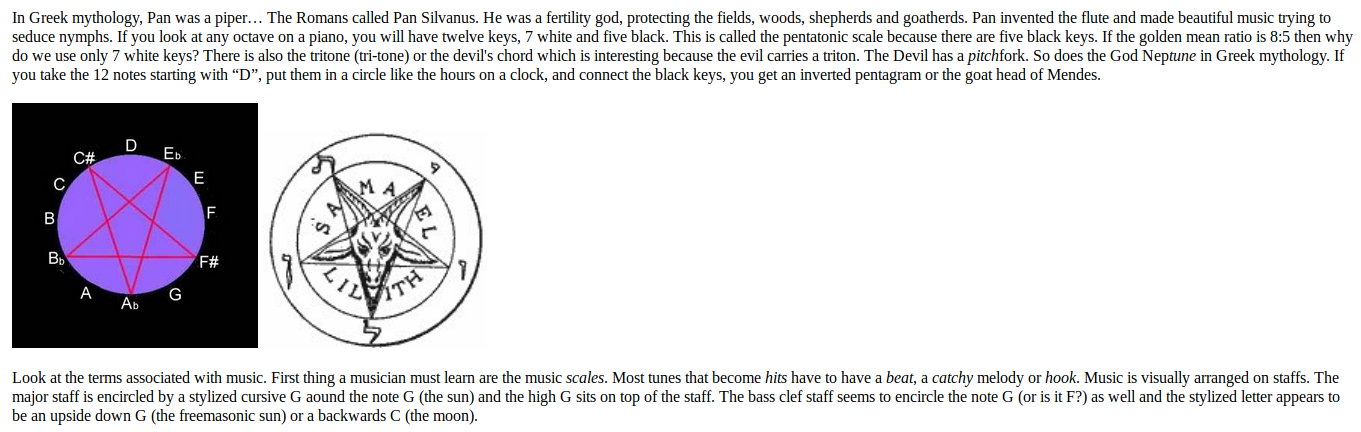 In Greek mythology, Pan was a piper… The Romans called Pan Silvanus. He was a fertility god, protecting the fields, woods, shepherds and goatherds. Pan invented the flute and made beautiful music trying to
seduce nymphs. If you look at any octave on a piano, you will have twelve keys, 7 white and five black. This is called the pentatonic scale because there are five black keys. If the golden mean ratio is 8:5 then why
do we use only 7 white keys? There is also the tritone (tri-tone) or the devil's chord which is interesting because the evil carries a triton. The Devil has a pitchfork. So does the God Neptune in Greek mythology. If
you take the 12 notes starting with “D”, put them in a circle like the hours on a clock, and connect the black keys, you get an inverted pentagram or the goat head of Mendes.
D
C#
Eb
C
E
B
F
Bb
F#
A
G
Ab
SAMAEL
LILITH
ת
י
ו
ל
Look at the terms associated with music. First thing a musician must learn are the music scales. Most tunes that become hits have to have a beat, a catchy melody or hook. Music is visually arranged on staffs. The
major staff is encircled by a stylized cursive G aound the note G (the sun) and the high G sits on top of the staff. The bass clef staff seems to encircle the note G (or is it F?) as well and the stylized letter appears to
be an upside down G (the freemasonic sun) or a backwards C (the moon).